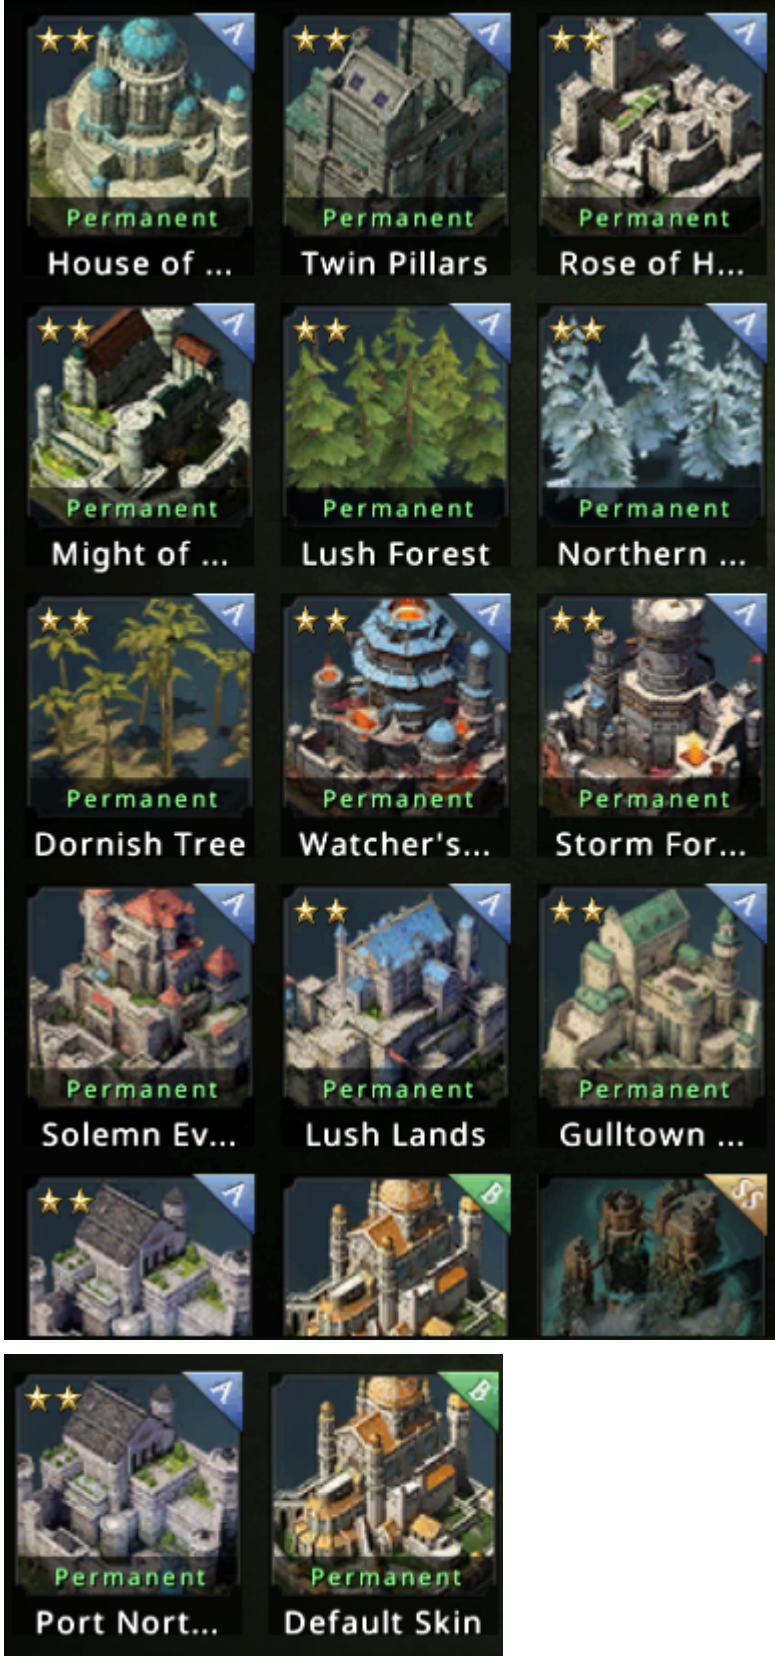 A A A
Permanent Permanent Permanent
House of ... Twin Pillars Rose of H...
A A A
Permanent Permanent Permanent
Might of ... Lush Forest Northern ...
A A A
Permanent Permanent Permanent
Dornish Tree Watcher's... Storm For...
A A A
Permanent Permanent Permanent
Solemn Ev... Lush Lands Gulltown ...
A B SS
A B
Permanent Permanent
Port Nort... Default Skin